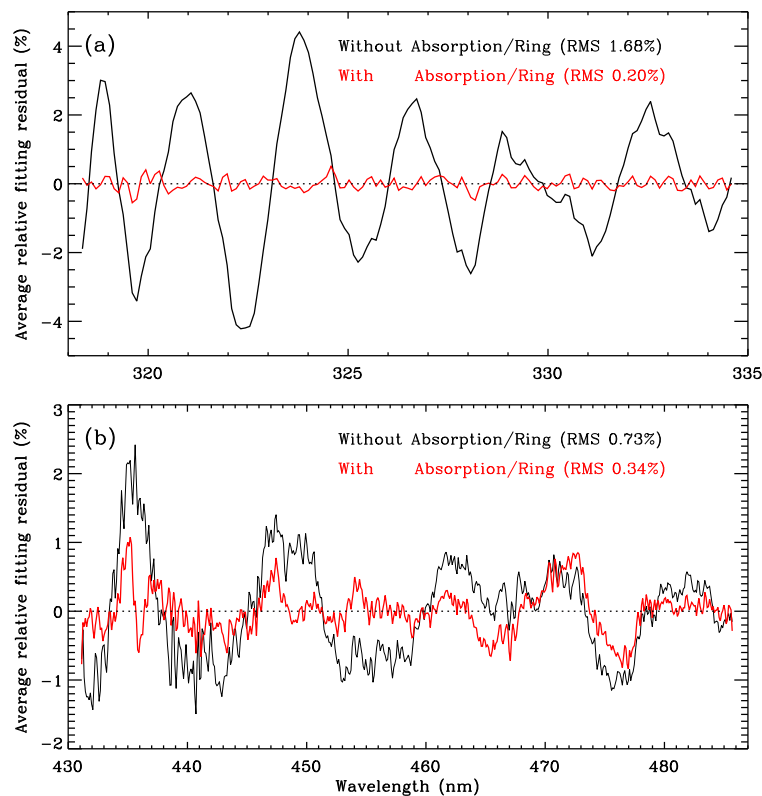 (a)
Without Absorption/Ring (RMS 1.68%)
With Absorption/Ring (RMS 0.20%)
Average relative fitting residual (%)
4
2
0
-2
-4
320 325 330 335
(b)
Without Absorption/Ring (RMS 0.73%)
With Absorption/Ring (RMS 0.34%)
Average relative fitting residual (%)
3
2
1
0
-1
-2
430 440 450 460 470 480
Wavelength (nm)